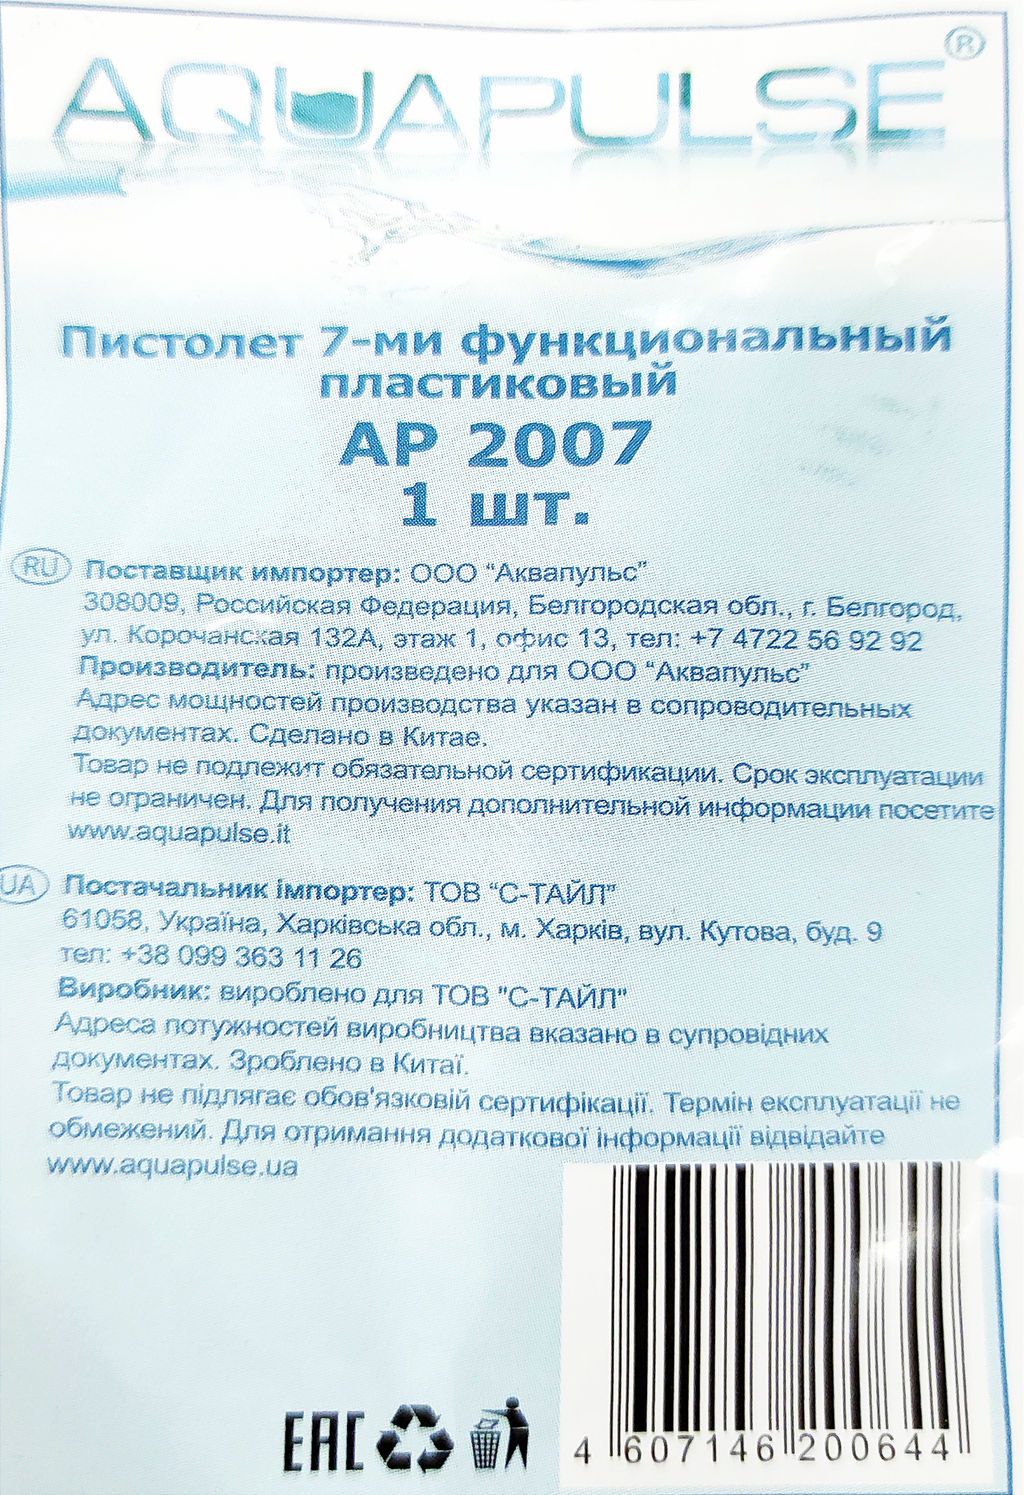 AQUAPULSE®
Пистолет 7-ми функциональный
пластиковый
AP 2007
1 шт.
RU Поставщик импортер: ООО “Аквапульс”
308009, Российская Федерация, Белгородская обл., г. Белгород,
ул. Корочанская 132А, этаж 1, офис 13, тел: +7 4722 56 92 92
Производитель: произведено для ООО “Аквапульс”
Адрес мощностей производства указан в сопроводительных
документах. Сделано в Китае.
Товар не подлежит обязательной сертификации. Срок эксплуатации
не ограничен. Для получения дополнительной информации посетите
www.aquapulse.it
UA Постачальник імпортер: ТОВ “С-ТАЙЛ”
61058, Україна, Харківська обл., м. Харків, вул. Кутова, буд. 9
тел: +38 099 363 11 26
Виробник: вироблено для ТОВ "С-ТАЙЛ"
Адреса потужностей виробництва вказано в супровідних
документах. Зроблено в Китаї.
Товар не підлягає обов'язковій сертифікації. Термін експлуатації не
обмежений. Для отримання додаткової інформації відвідайте
www.aquapulse.ua
EAC
4 607146 200644